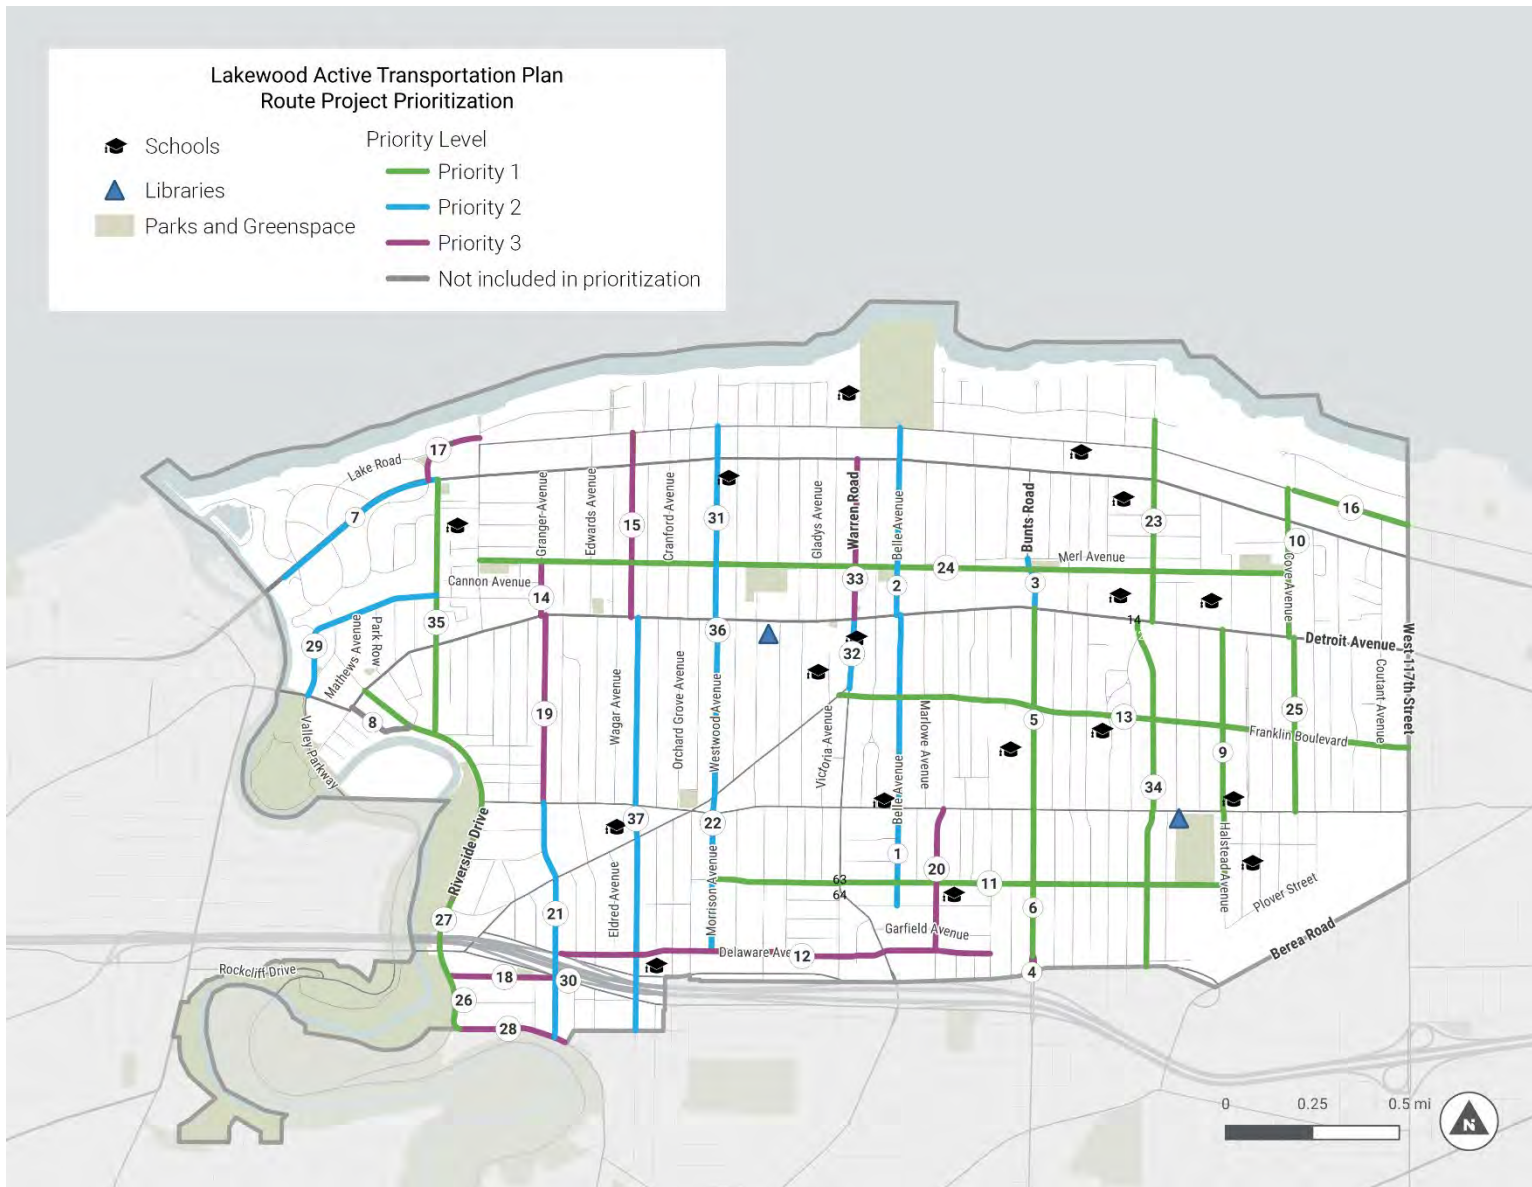 Lakewood Active Transportation Plan
Route Project Prioritization
Schools
Libraries
Parks and Greenspace
Priority Level
Priority 1
Priority 2
Priority 3
Not included in prioritization
17
Lake Road
7
Granger Avenue
Edwards Avenue
15
Cranford Avenue
31
Gladys Avenue
Warren Road
Belle Avenue
Bunts Road
23
16
10
Cove Avenue
Merl Avenue
24
Cannon Avenue
14
33
2
3
35
29
Mathews Avenue
Park Row
36
32
14
Detroit Avenue
West 117th Street
Coutant Avenue
8
19
Wagar Avenue
Orchard Grove Avenue
Westwood Avenue
Victoria Avenue
Marlowe Avenue
5
13
25
Franklin Boulevard
9
Valley Parkway
34
Belle Avenue
37
22
Riverside Drive
1
20
11
63
64
Halstead Avenue
Plover Street
Morrison Avenue
Eldred Avenue
27
21
6
Garfield Avenue
Delaware Ave
12
Berea Road
Rockclift Drive
18
30
4
26
28
0
0.25
0.5 mi
N